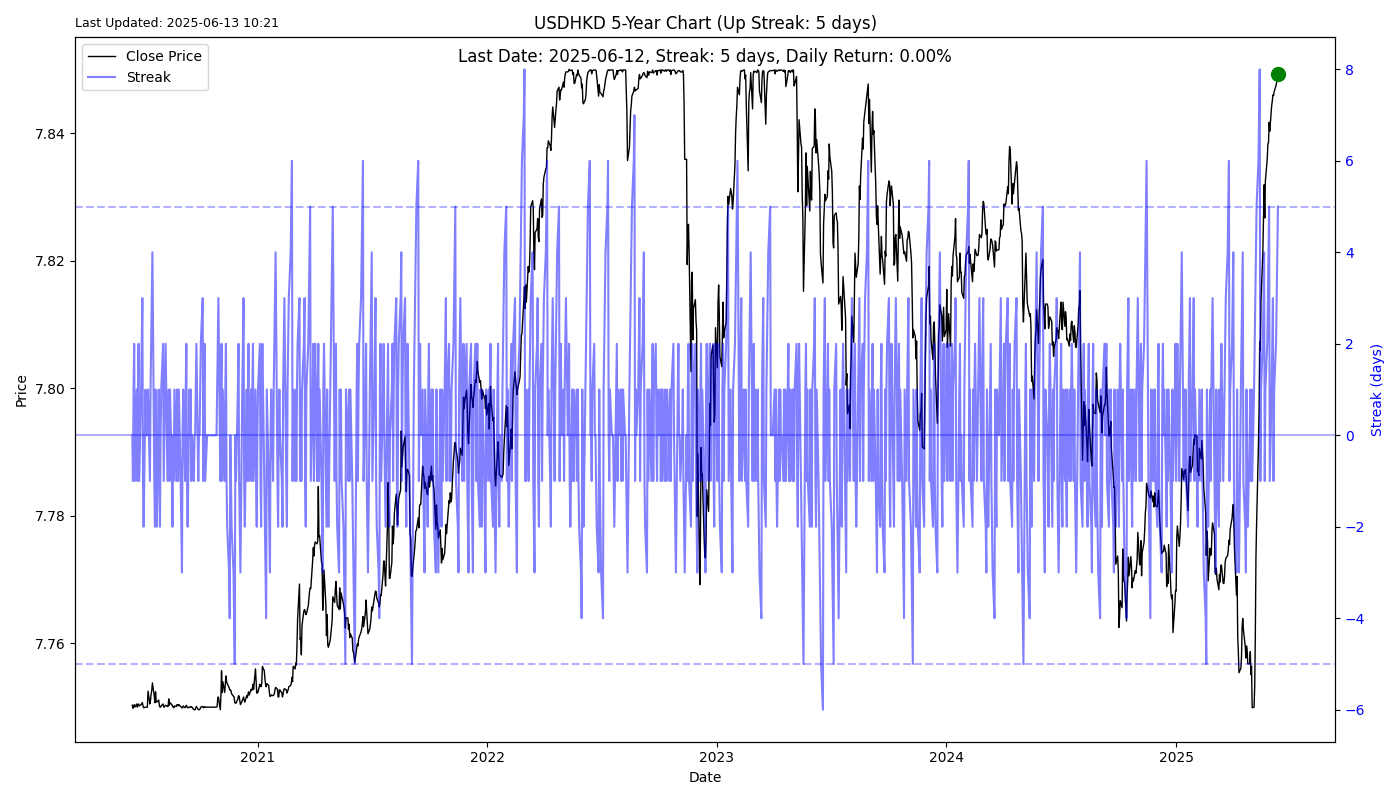 Last Updated: 2025-06-13 10:21
USDHKD 5-Year Chart (Up Streak: 5 days)
Last Date: 2025-06-12, Streak: 5 days, Daily Return: 0.00%
Close Price
Streak
7.84
7.82
7.80
7.78
7.76
Price
8
6
4
2
0
−2
−4
−6
Streak (days)
2021
2022
2023
2024
2025
Date